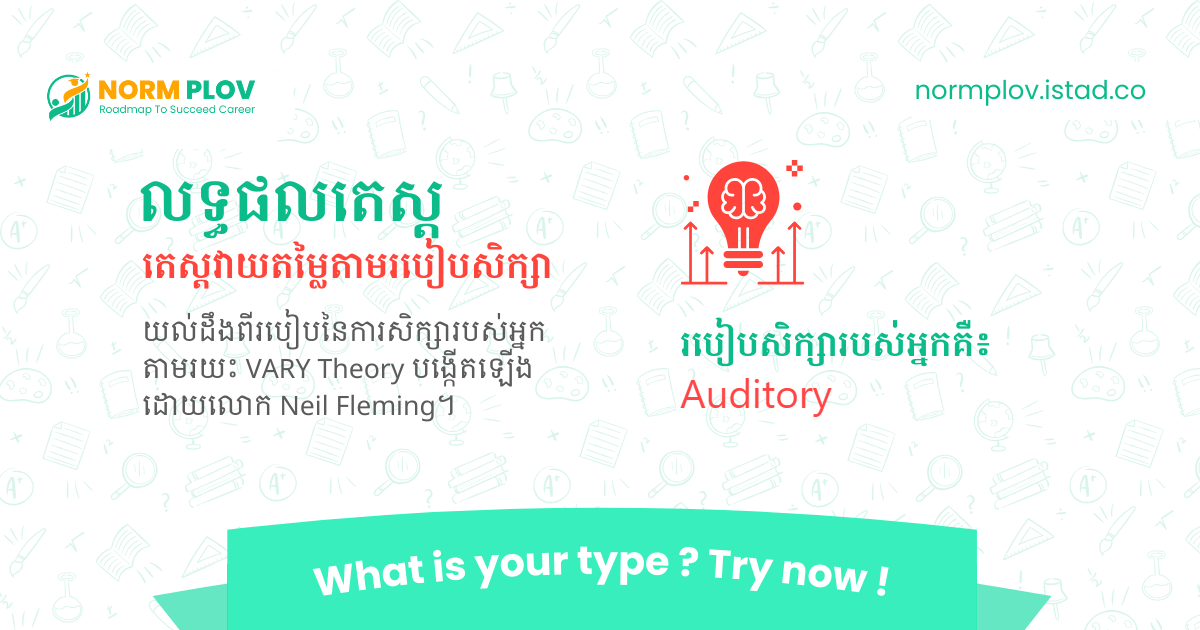 NORM PLOV
Roadmap To Succeed Career
normplov.istad.co
លទ្ធផលតេស្ត
តេស្តវាយតម្លៃតាមរបៀបសិក្សា
យល់ដឹងពីរបៀបនៃការសិក្សារបស់អ្នក
តាមរយៈ VARY Theory បង្កើតឡើង
ដោយលោក Neil Fleming។
របៀបសិក្សារបស់អ្នកគឺ៖
Auditory
What is your type ? Try now !